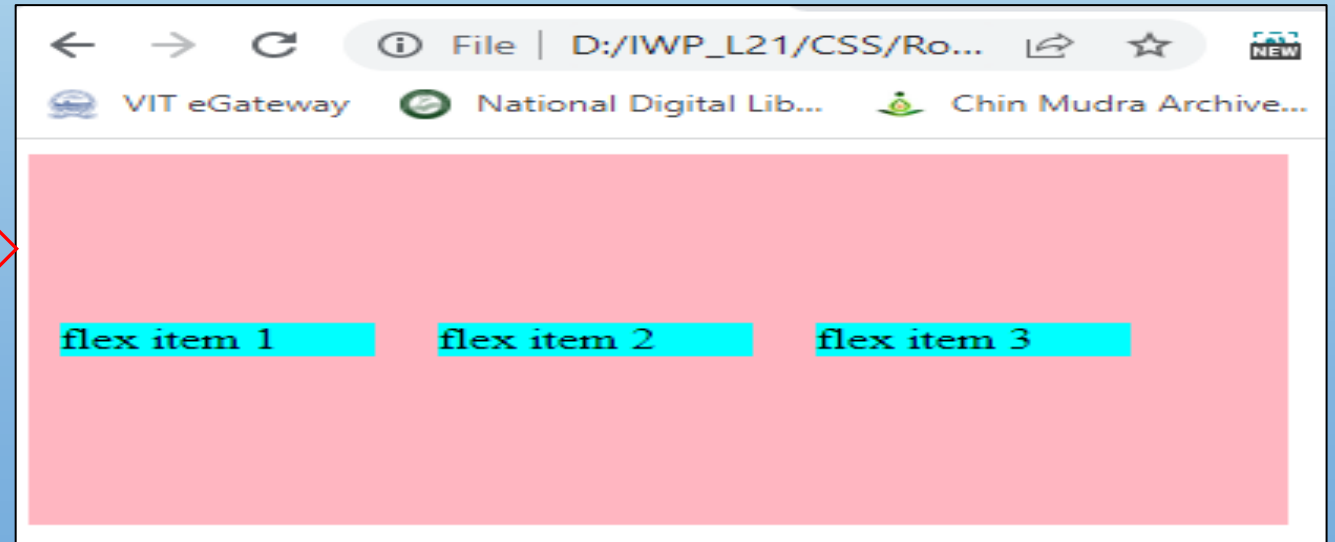 File | D:/IWP_L21/CSS/Ro...
NEW
VIT eGateway National Digital Lib... Chin Mudra Archive...
flex item 1 flex item 2 flex item 3